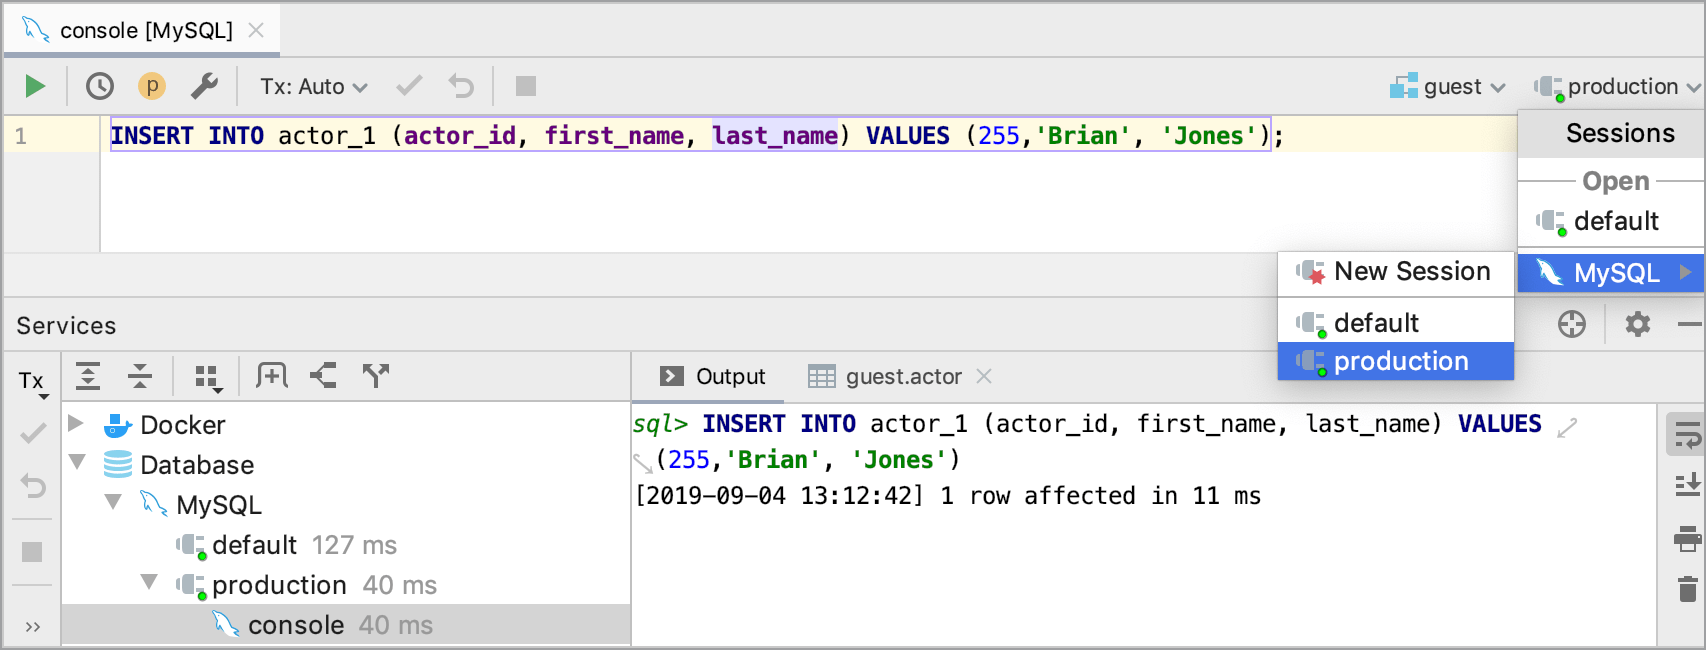 console [MySQL]
p Tx: Auto guest production
1 INSERT INTO actor_1 (actor_id, first_name, last_name) VALUES (255,'Brian', 'Jones');
Sessions
Open
default
MySQL
New Session
default
production
Services
Tx
Output guest.actor
Docker
Database
MySQL
default 127 ms
production 40 ms
console 40 ms
sql> INSERT INTO actor_1 (actor_id, first_name, last_name) VALUES
(255,'Brian', 'Jones')
[2019-09-04 13:12:42] 1 row affected in 11 ms